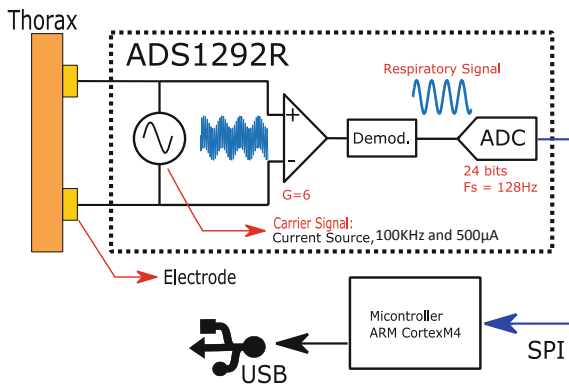 Thorax
ADS1292R
Respiratory Signal
+
-
G=6
Demod.
ADC
24 bits
Fs = 128Hz
Carrier Signal:
Current Source, 100KHz and 500µA
Electrode
Micontroller
ARM CortexM4
SPI
USB